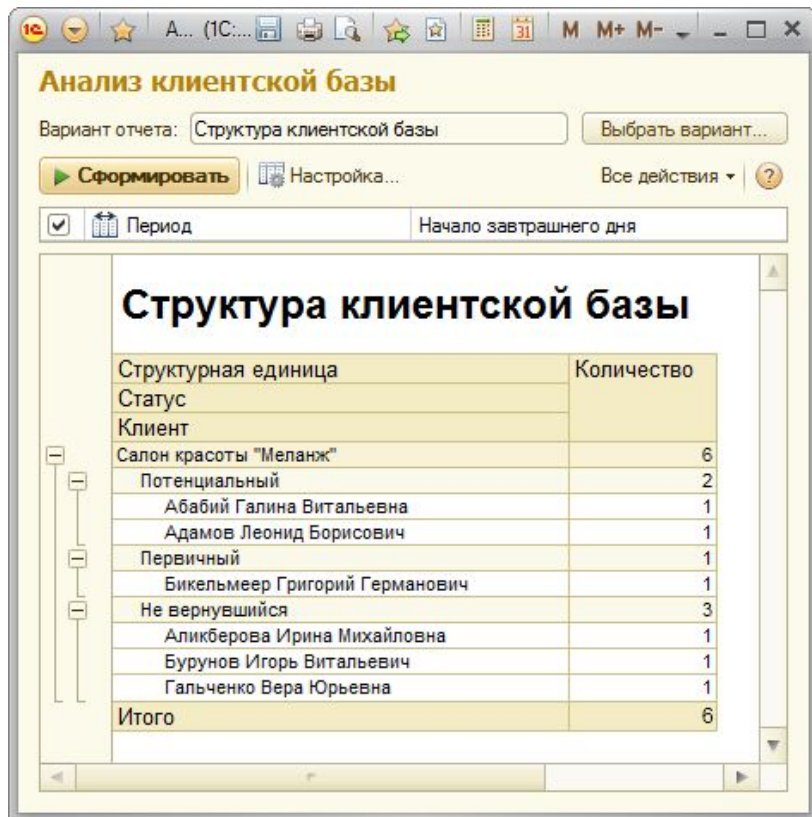 1С А... (1С:... 31 М М+ М-
Анализ клиентской базы
Вариант отчета: Структура клиентской базы Выбрать вариант...
Сформировать Настройка... Все действия ?
Период Начало завтрашнего дня
Структура клиентской базы
Структурная единица Количество
Статус
Клиент
Салон красоты "Меланж" 6
Потенциальный 2
Абабий Галина Витальевна 1
Адамов Леонид Борисович 1
Первичный 1
Бикельмеер Григорий Германович 1
Не вернувшийся 3
Аликберова Ирина Михайловна 1
Бурунов Игорь Витальевич 1
Гальченко Вера Юрьевна 1
Итого 6